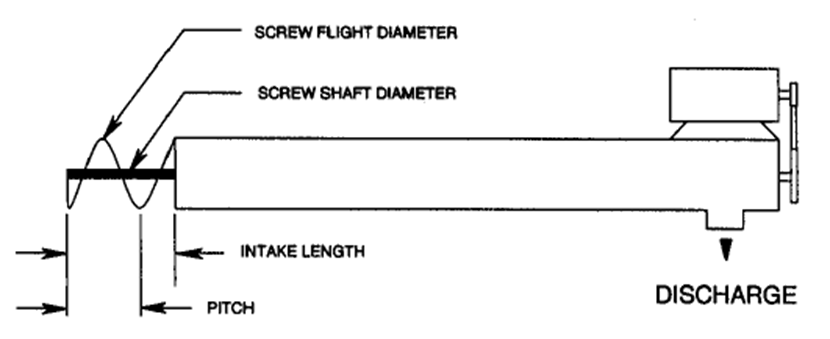 SCREW FLIGHT DIAMETER
SCREW SHAFT DIAMETER
INTAKE LENGTH
DISCHARGE
PITCH